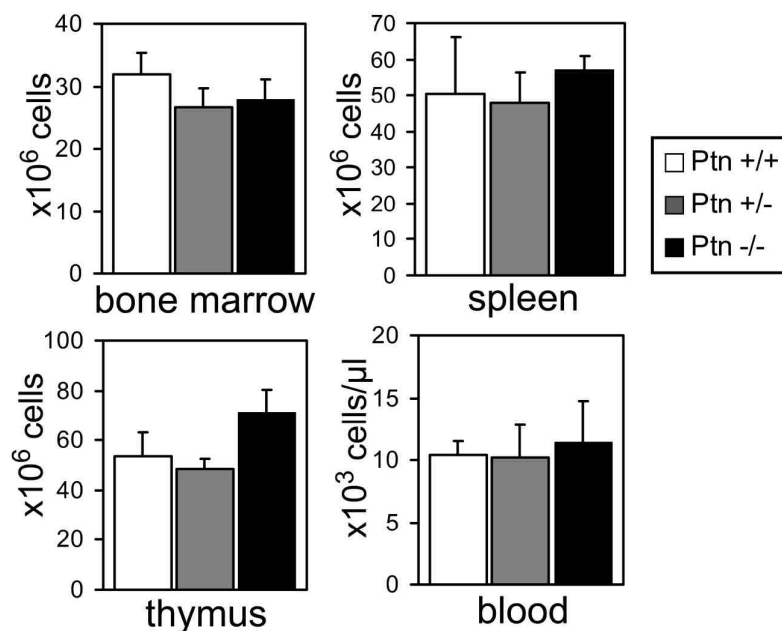 40
30
20
10
0
x10⁶ cells
bone marrow
70
60
50
40
30
20
10
0
x10⁶ cells
spleen
Ptn +/+
Ptn +/-
Ptn -/-
100
80
60
40
20
0
x10⁶ cells
thymus
20
15
10
5
0
x10³ cells/µl
blood